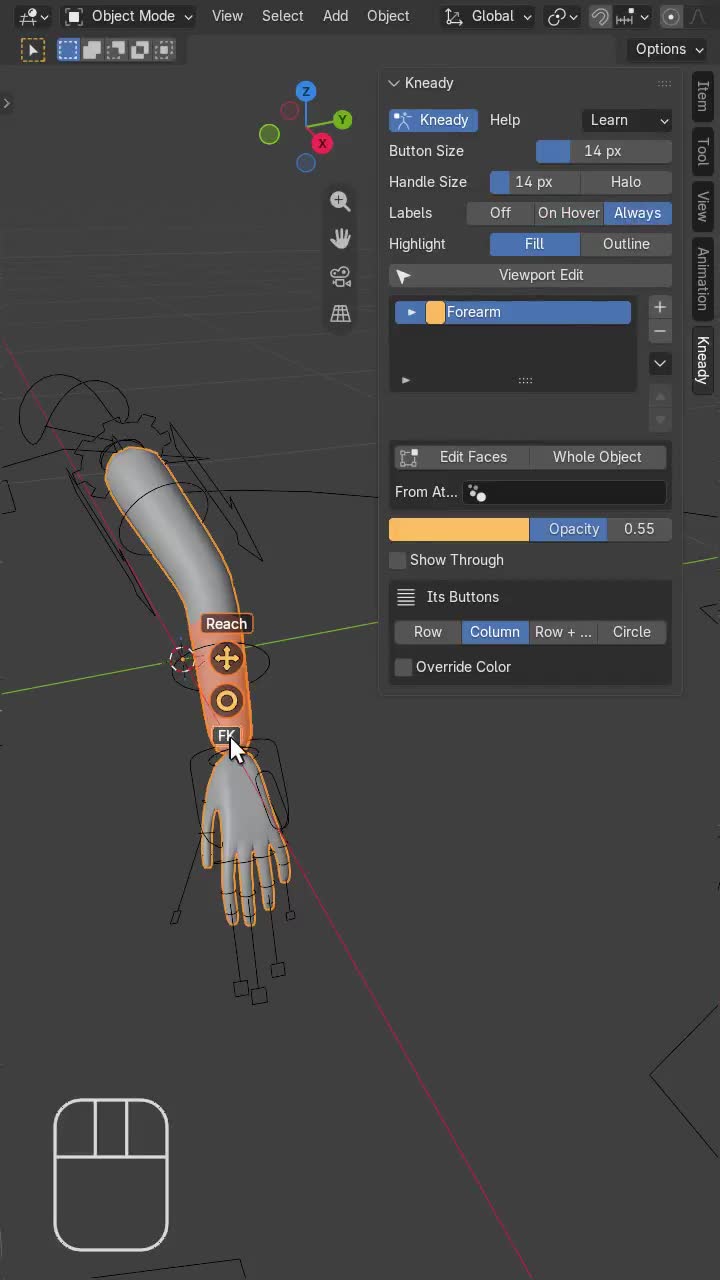 Object Mode View Select Add Object Global
Options
Kneady
Kneady Help Learn
Button Size 14 px
Handle Size 14 px Halo
Labels Off On Hover Always
Highlight Fill Outline
Viewport Edit
Forearm
Edit Faces Whole Object
From At...
Opacity 0.55
Show Through
Its Buttons
Row Column Row + ... Circle
Override Color
Item
Tool
View
Animation
Kneady
Z
Y
X
Reach
FK